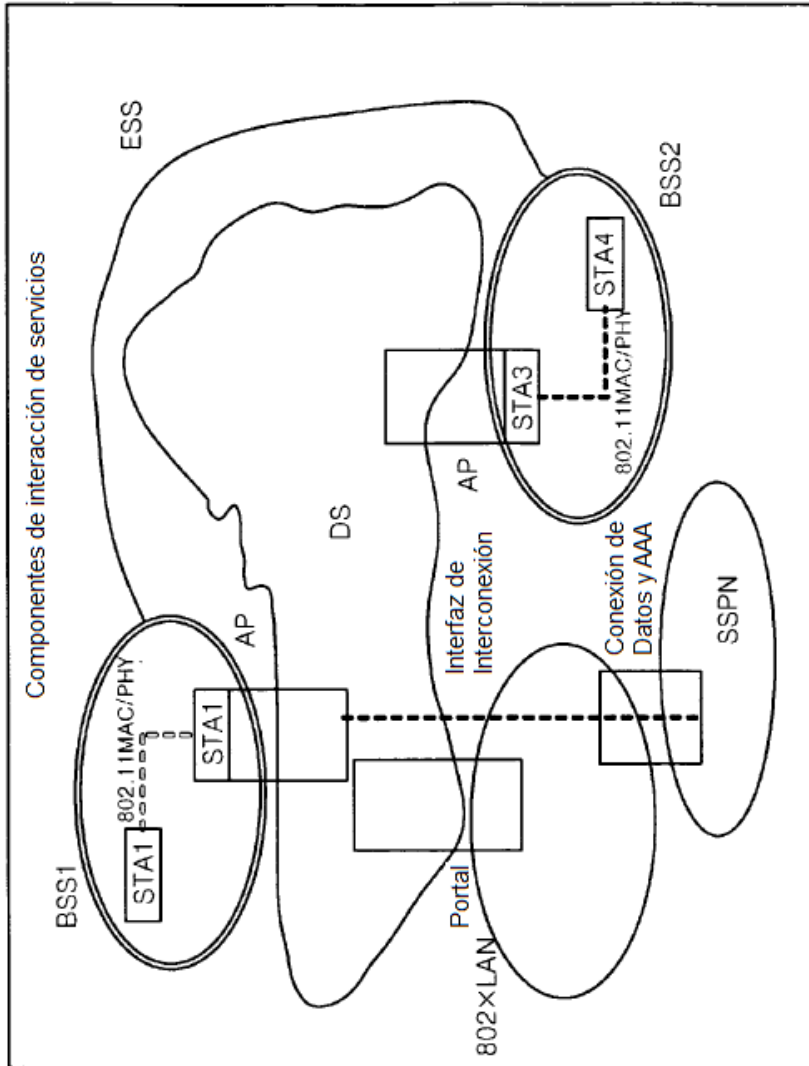 Componentes de interacción de servicios
ESS
BSS1
802.11MAC/PHY
STA1
STA1
AP
DS
AP
STA3
STA4
802.11MAC/PHY
BSS2
Portal
Interfaz de
Interconexión
802×LAN
Conexión de
Datos y AAA
SSPN